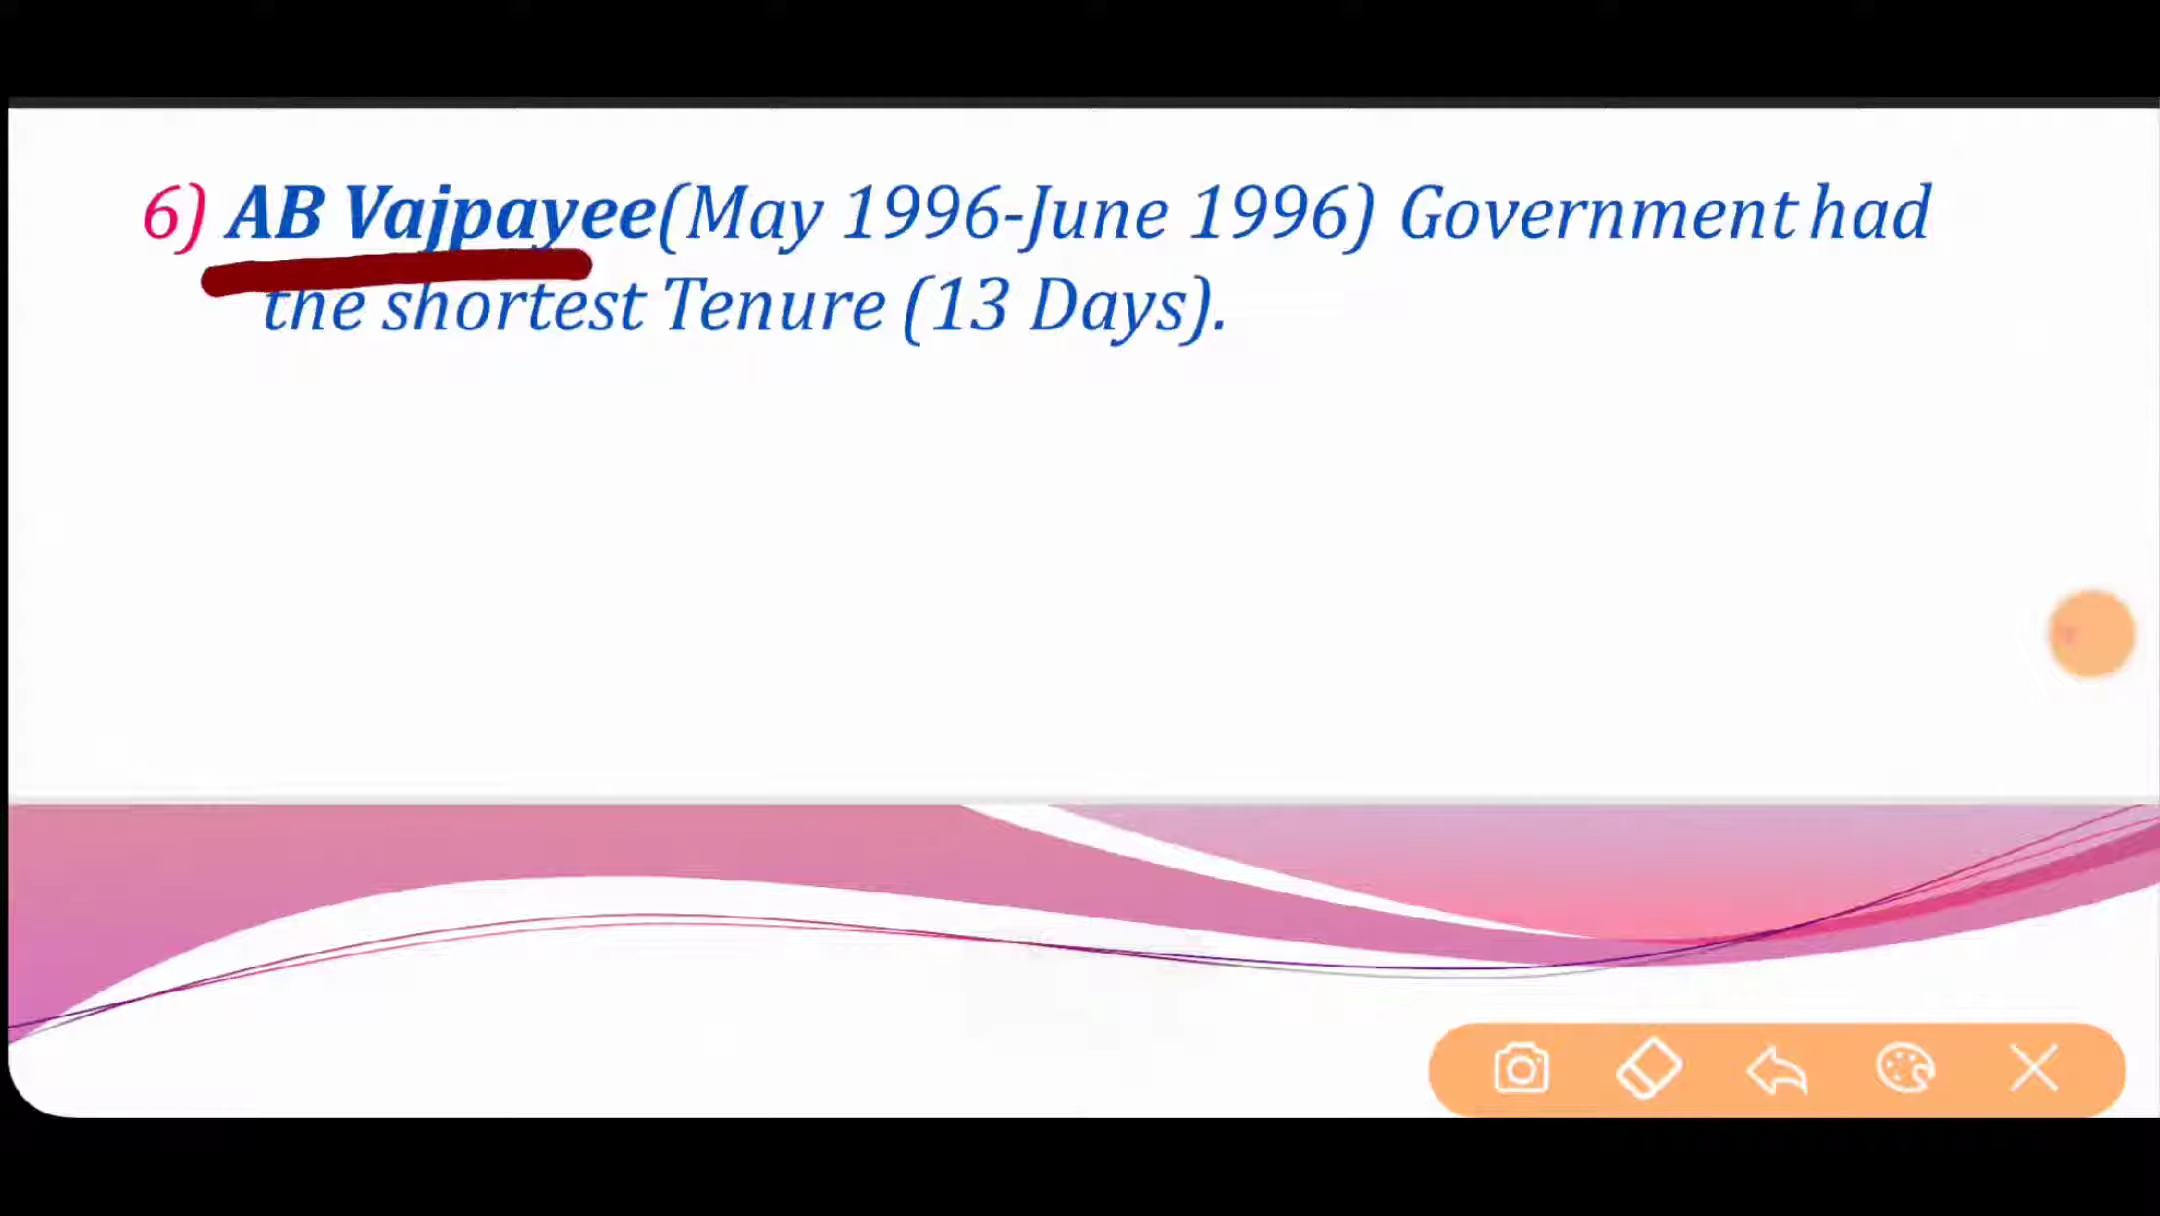 6) AB Vajpayee(May 1996-June 1996) Government had
the shortest Tenure (13 Days).